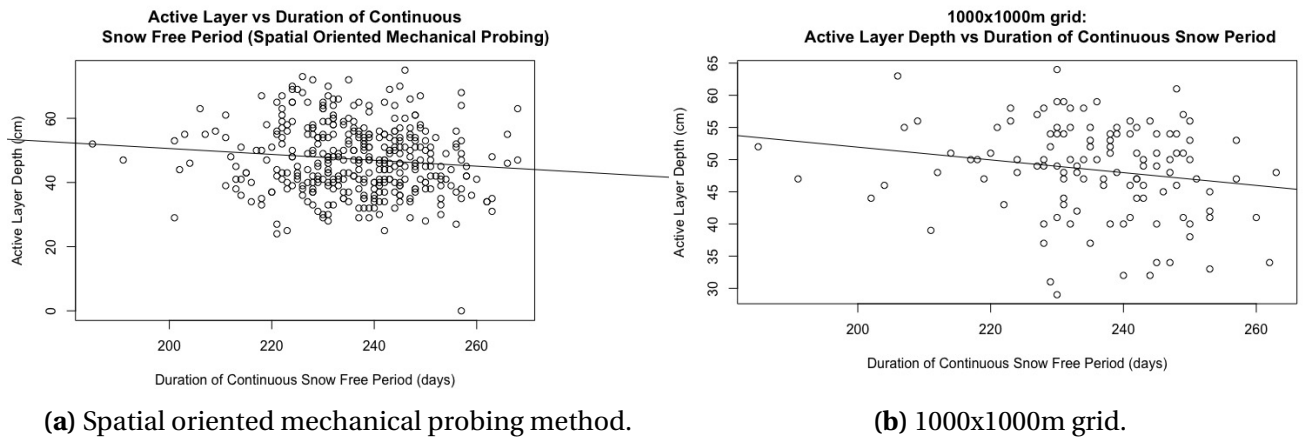 Active Layer vs Duration of Continuous
Snow Free Period (Spatial Oriented Mechanical Probing)
Active Layer Depth (cm)
60
40
20
0
200
220
240
260
Duration of Continuous Snow Free Period (days)
(a) Spatial oriented mechanical probing method.
1000x1000m grid:
Active Layer Depth vs Duration of Continuous Snow Period
Active Layer Depth (cm)
65
60
55
50
45
40
35
30
200
220
240
260
Duration of Continuous Snow Free Period (days)
(b) 1000x1000m grid.